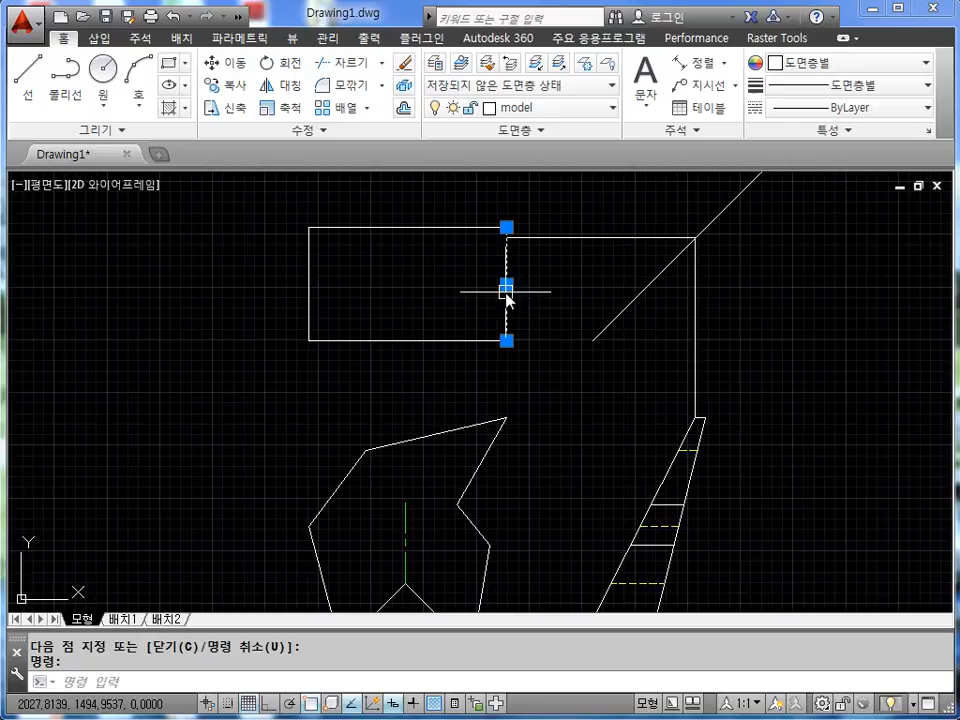 Drawing1.dwg
키워드 또는 구절 입력
로그인
홈 삽입 주석 배치 파라메트릭 뷰 관리 출력 플러그인 Autodesk 360 주요 응용프로그램 Performance Raster Tools
선 폴리선 원 호
이동 회전 자르기
복사 대칭 모깎기
신축 축척 배열
저장되지 않은 도면층 상태
model
문자
정렬
지시선
테이블
도면층별
도면층별
ByLayer
그리기 수정 도면층 주석 특성
Drawing1*
[−][평면도][2D 와이어프레임]
Y
X
모형 배치1 배치2
다음 점 지정 또는 [닫기(C)/명령 취소(U)]:
명령:
명령 입력
2027,8139, 1494,9537, 0,0000
모형
1:1